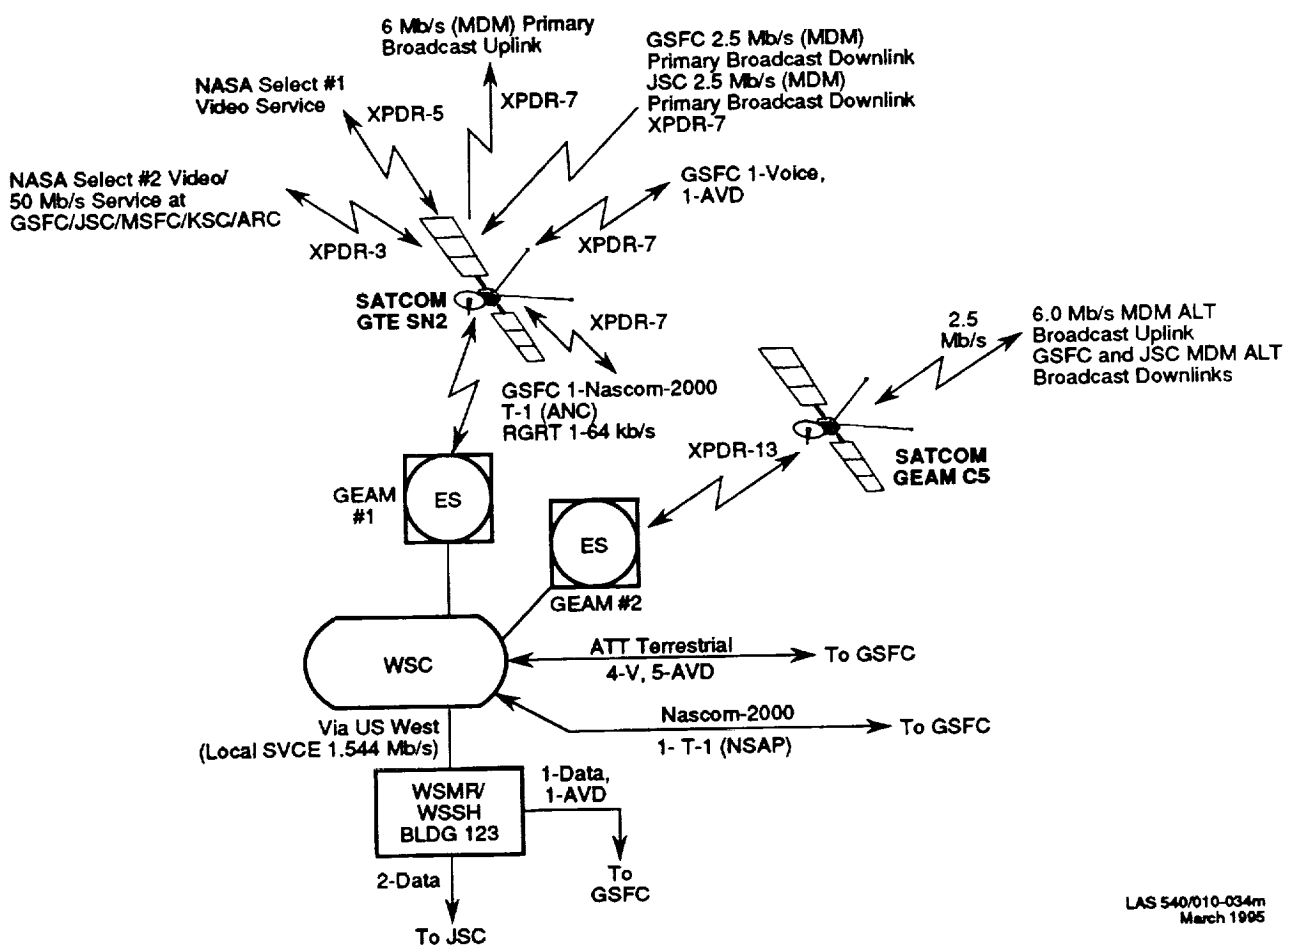 6 Mb/s (MDM) Primary
Broadcast Uplink
GSFC 2.5 Mb/s (MDM)
Primary Broadcast Downlink
JSC 2.5 Mb/s (MDM)
Primary Broadcast Downlink
XPDR-7
NASA Select #1
Video Service
XPDR-5
XPDR-7
NASA Select #2 Video/
50 Mb/s Service at
GSFC/JSC/MSFC/KSC/ARC
XPDR-3
GSFC 1-Voice,
1-AVD
XPDR-7
SATCOM
GTE SN2
XPDR-7
GSFC 1-Nascom-2000
T-1 (ANC)
RGRT 1-64 kb/s
2.5
Mb/s
6.0 Mb/s MDM ALT
Broadcast Uplink
GSFC and JSC MDM ALT
Broadcast Downlinks
XPDR-13
SATCOM
GEAM C5
GEAM
#1
ES
ES
GEAM #2
WSC
ATT Terrestrial
4-V, 5-AVD
To GSFC
Nascom-2000
1- T-1 (NSAP)
To GSFC
Via US West
(Local SVCE 1.544 Mb/s)
WSMR/
WSSH
BLDG 123
1-Data,
1-AVD
To
GSFC
2-Data
To JSC
LAS 540/010-034m
March 1995